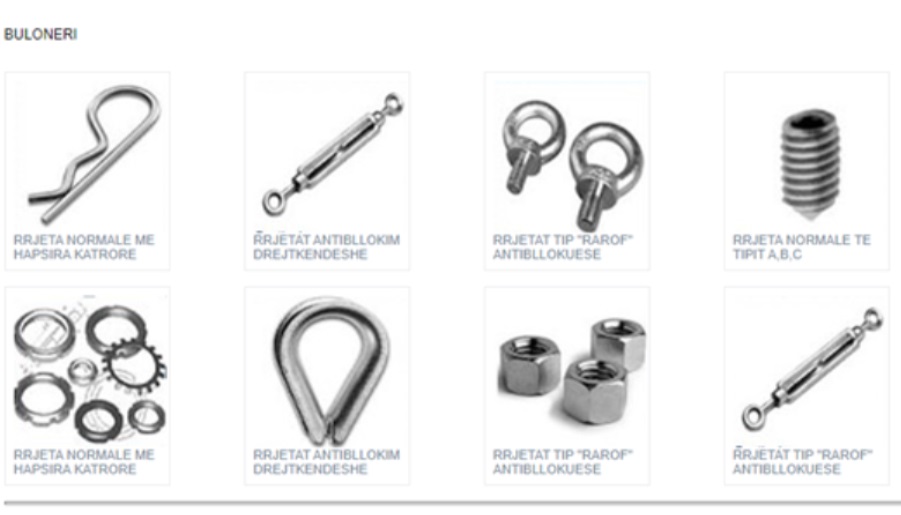 BULONERI
RRJETA NORMALE ME
HAPSIRA KATRORE
RRJETAT ANTIBLLOKIM
DREJTKENDESHE
RRJETAT TIP "RAROF"
ANTIBLLOKUESE
RRJETA NORMALE TE
TIPIT A,B,C
RRJETA NORMALE ME
HAPSIRA KATRORE
RRJETAT ANTIBLLOKIM
DREJTKENDESHE
RRJETAT TIP "RAROF"
ANTIBLLOKUESE
RRJETAT TIP "RAROF"
ANTIBLLOKUESE